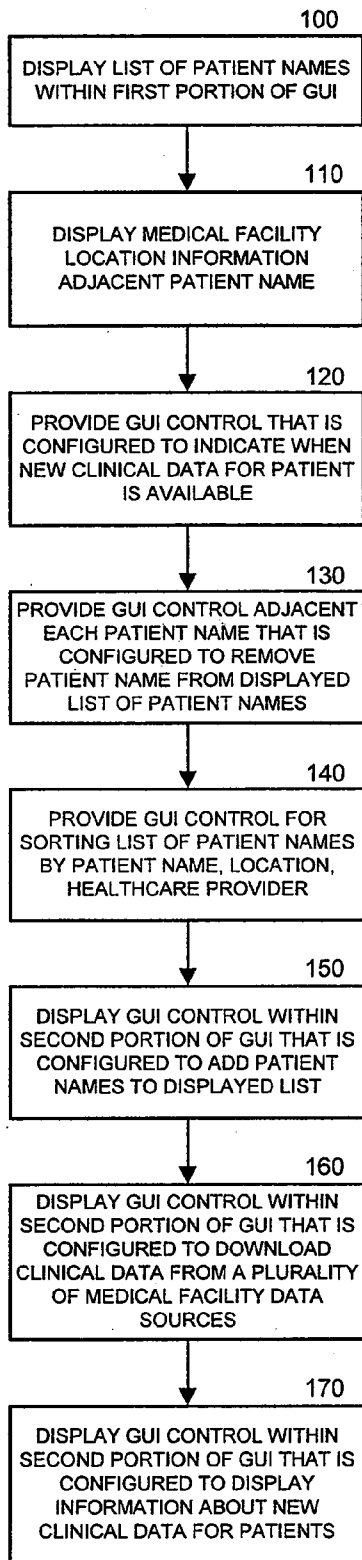 100
DISPLAY LIST OF PATIENT NAMES
WITHIN FIRST PORTION OF GUI
110
DISPLAY MEDICAL FACILITY
LOCATION INFORMATION
ADJACENT PATIENT NAME
120
PROVIDE GUI CONTROL THAT IS
CONFIGURED TO INDICATE WHEN
NEW CLINICAL DATA FOR PATIENT
IS AVAILABLE
130
PROVIDE GUI CONTROL ADJACENT
EACH PATIENT NAME THAT IS
CONFIGURED TO REMOVE
PATIENT NAME FROM DISPLAYED
LIST OF PATIENT NAMES
140
PROVIDE GUI CONTROL FOR
SORTING LIST OF PATIENT NAMES
BY PATIENT NAME, LOCATION,
HEALTHCARE PROVIDER
150
DISPLAY GUI CONTROL WITHIN
SECOND PORTION OF GUI THAT IS
CONFIGURED TO ADD PATIENT
NAMES TO DISPLAYED LIST
160
DISPLAY GUI CONTROL WITHIN
SECOND PORTION OF GUI THAT IS
CONFIGURED TO DOWNLOAD
CLINICAL DATA FROM A PLURALITY
OF MEDICAL FACILITY DATA
SOURCES
170
DISPLAY GUI CONTROL WITHIN
SECOND PORTION OF GUI THAT IS
CONFIGURED TO DISPLAY
INFORMATION ABOUT NEW
CLINICAL DATA FOR PATIENTS